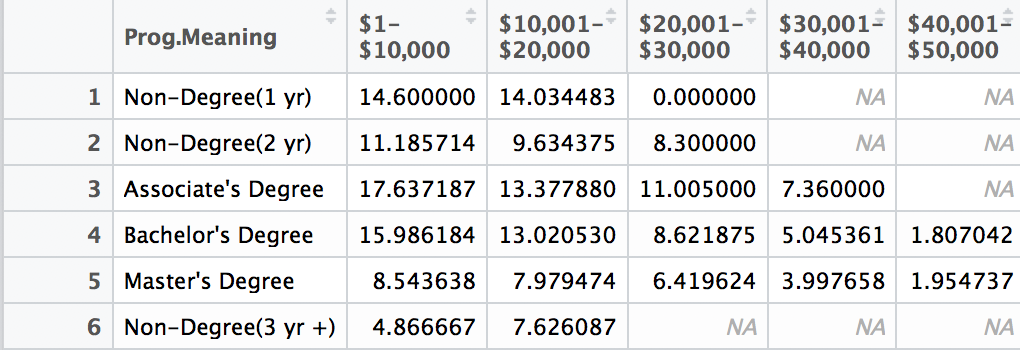 Prog.Meaning $1–$10,000 $10,001–$20,000 $20,001–$30,000 $30,001–$40,000 $40,001–$50,000
1 Non-Degree(1 yr) 14.600000 14.034483 0.000000 NA NA
2 Non-Degree(2 yr) 11.185714 9.634375 8.300000 NA NA
3 Associate's Degree 17.637187 13.377880 11.005000 7.360000 NA
4 Bachelor's Degree 15.986184 13.020530 8.621875 5.045361 1.807042
5 Master's Degree 8.543638 7.979474 6.419624 3.997658 1.954737
6 Non-Degree(3 yr +) 4.866667 7.626087 NA NA NA